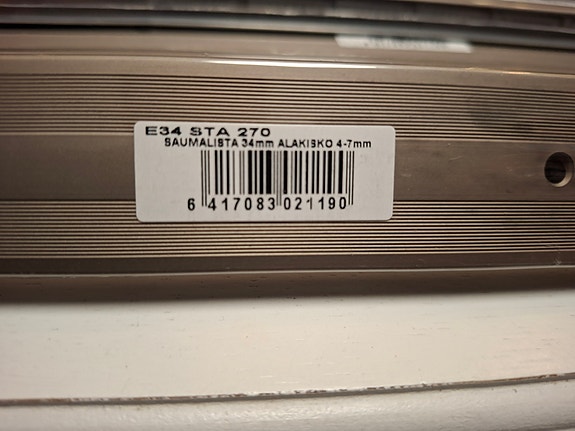 E34 STA 270
SAUMALISTA 34mm ALAKISKO 4-7mm
6 417083 021190